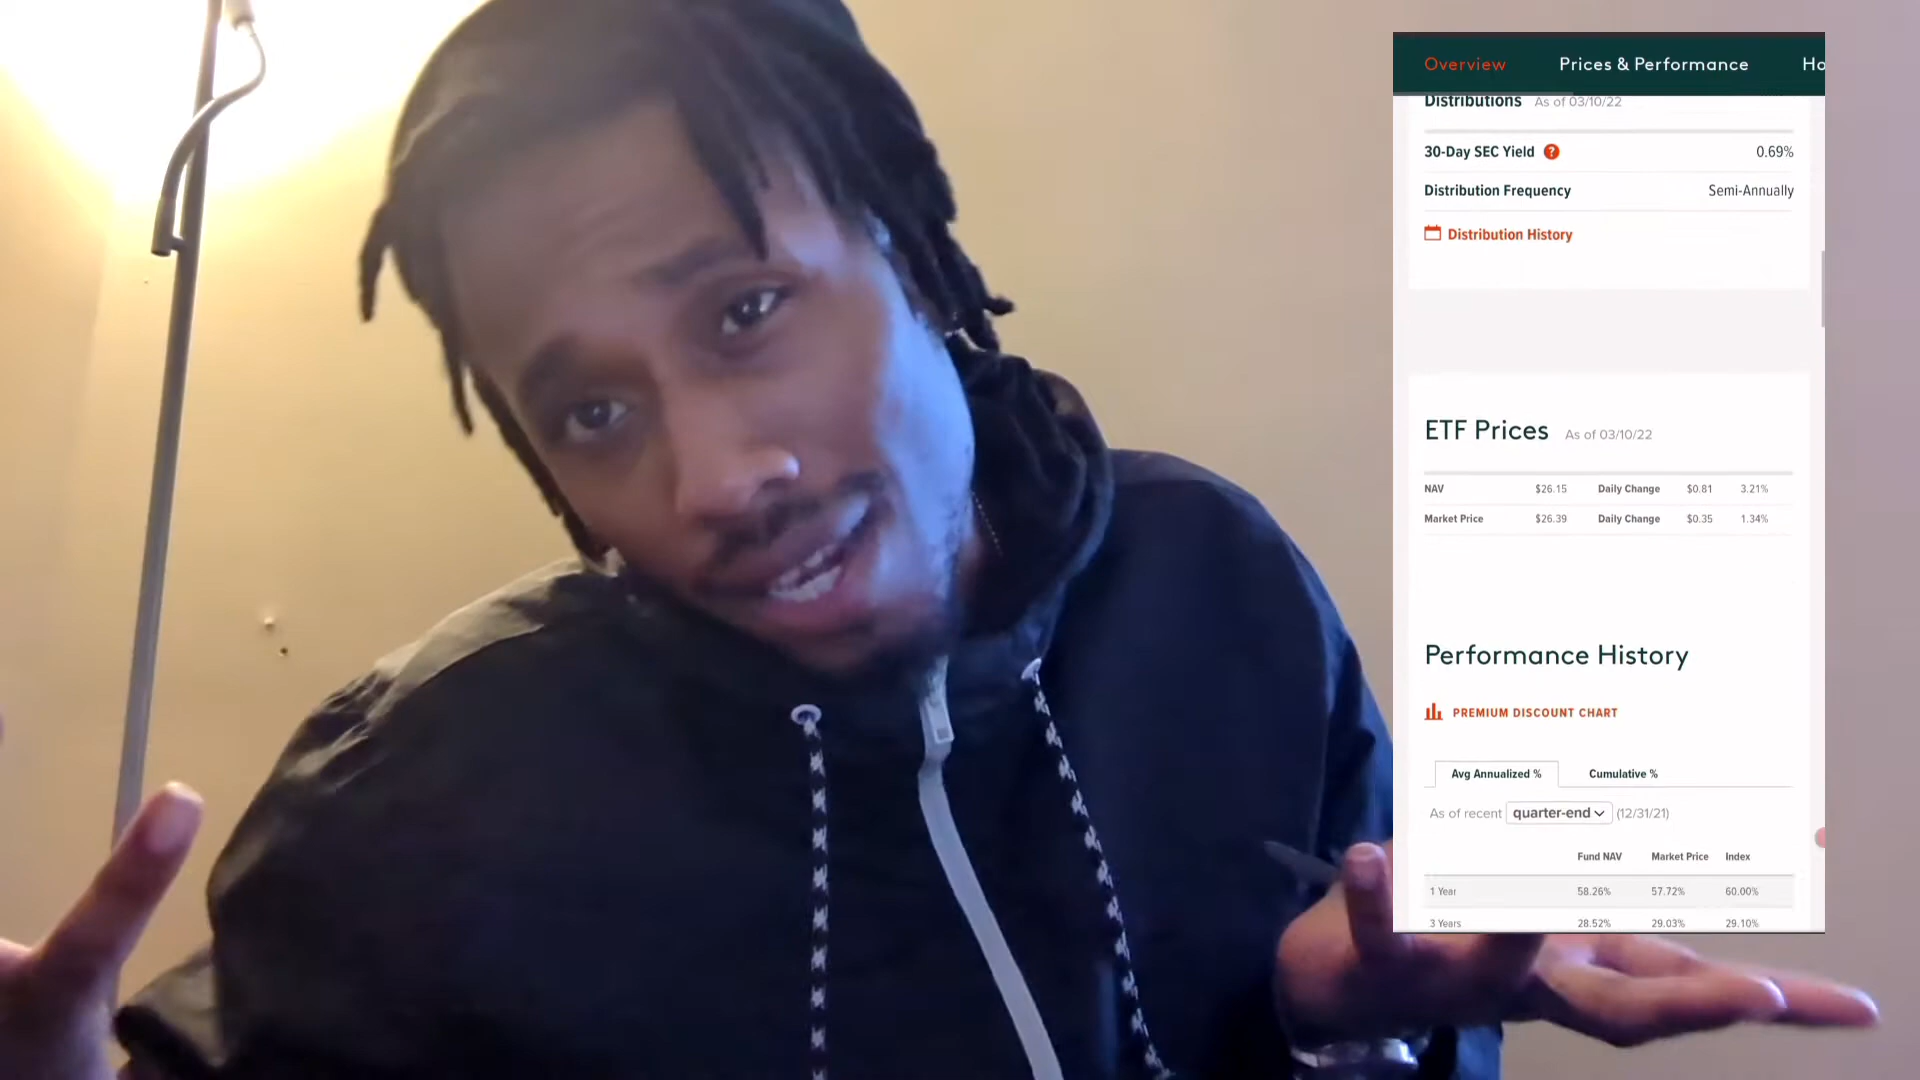 Overview Prices & Performance Ho
Distributions As of 03/10/22
30-Day SEC Yield ? 0.69%
Distribution Frequency Semi-Annually
Distribution History
ETF Prices As of 03/10/22
NAV $26.15 Daily Change $0.81 3.21%
Market Price $26.39 Daily Change $0.35 1.34%
Performance History
PREMIUM DISCOUNT CHART
Avg Annualized % Cumulative %
As of recent quarter-end (12/31/21)
Fund NAV Market Price Index
1 Year 58.26% 57.72% 60.00%
3 Years 28.52% 29.03% 29.10%